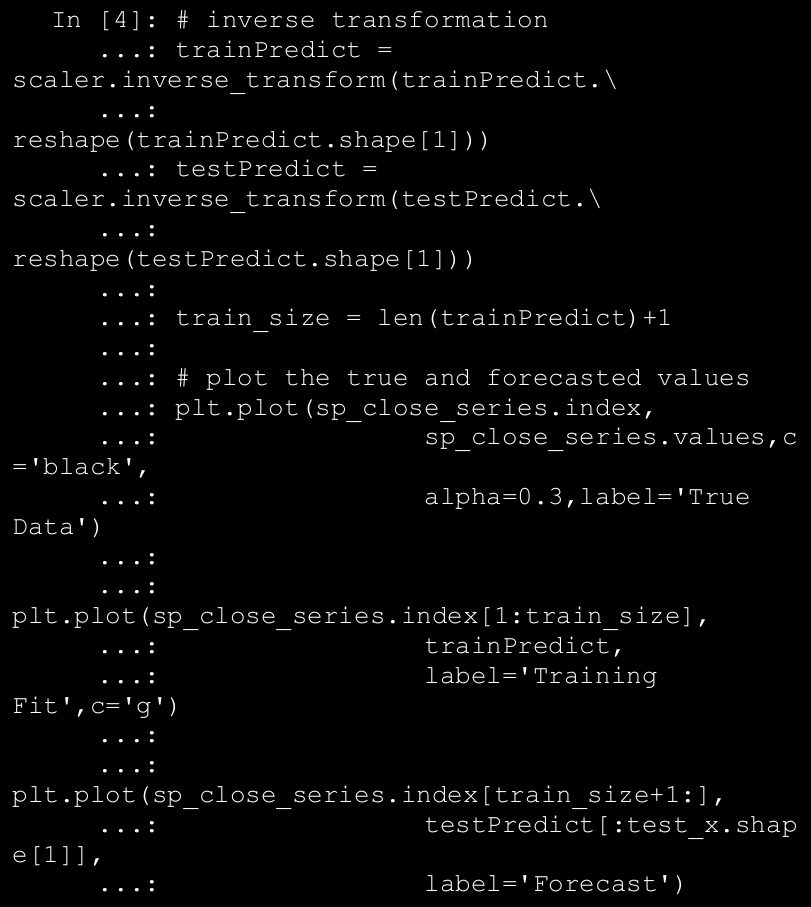 In [4]: # inverse transformation
...: trainPredict =
scaler.inverse_transform(trainPredict.\
...:
reshape(trainPredict.shape[1]))
...: testPredict =
scaler.inverse_transform(testPredict.\
...:
reshape(testPredict.shape[1]))
...:
...: train_size = len(trainPredict)+1
...:
...: # plot the true and forecasted values
...: plt.plot(sp_close_series.index,
...: sp_close_series.values,c
='black',
...: alpha=0.3,label='True
Data')
...:
...:
plt.plot(sp_close_series.index[1:train_size],
...: trainPredict,
...: label='Training
Fit',c='g')
...:
...:
plt.plot(sp_close_series.index[train_size+1:],
...: testPredict[:test_x.shap
e[1]],
...: label='Forecast')